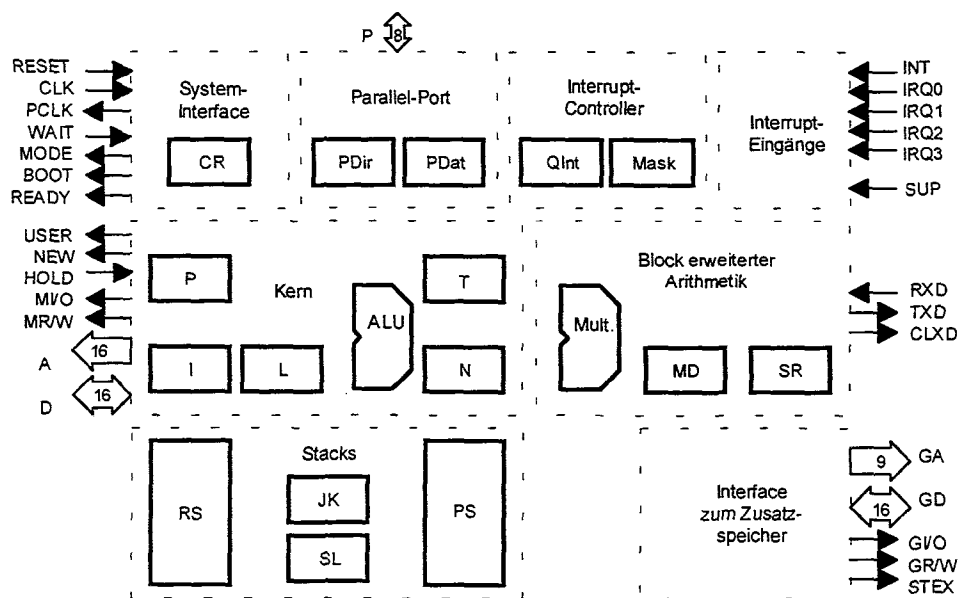 P 8
RESET
CLK
PCLK
WAIT
MODE
BOOT
READY
System-
Interface
CR
Parallel-Port
PDir PDat
Interrupt-
Controller
QInt Mask
Interrupt-
Eingänge
INT
IRQ0
IRQ1
IRQ2
IRQ3
SUP
USER
NEW
HOLD
MI/O
MR/W
A 16
D 16
P
Kern
T
ALU
I L N
Block erweiterter
Arithmetik
Mult.
MD SR
RXD
TXD
CLXD
Stacks
RS
JK
SL
PS
Interface
zum Zusatz-
speicher
9 GA
16 GD
GI/O
GR/W
STEX